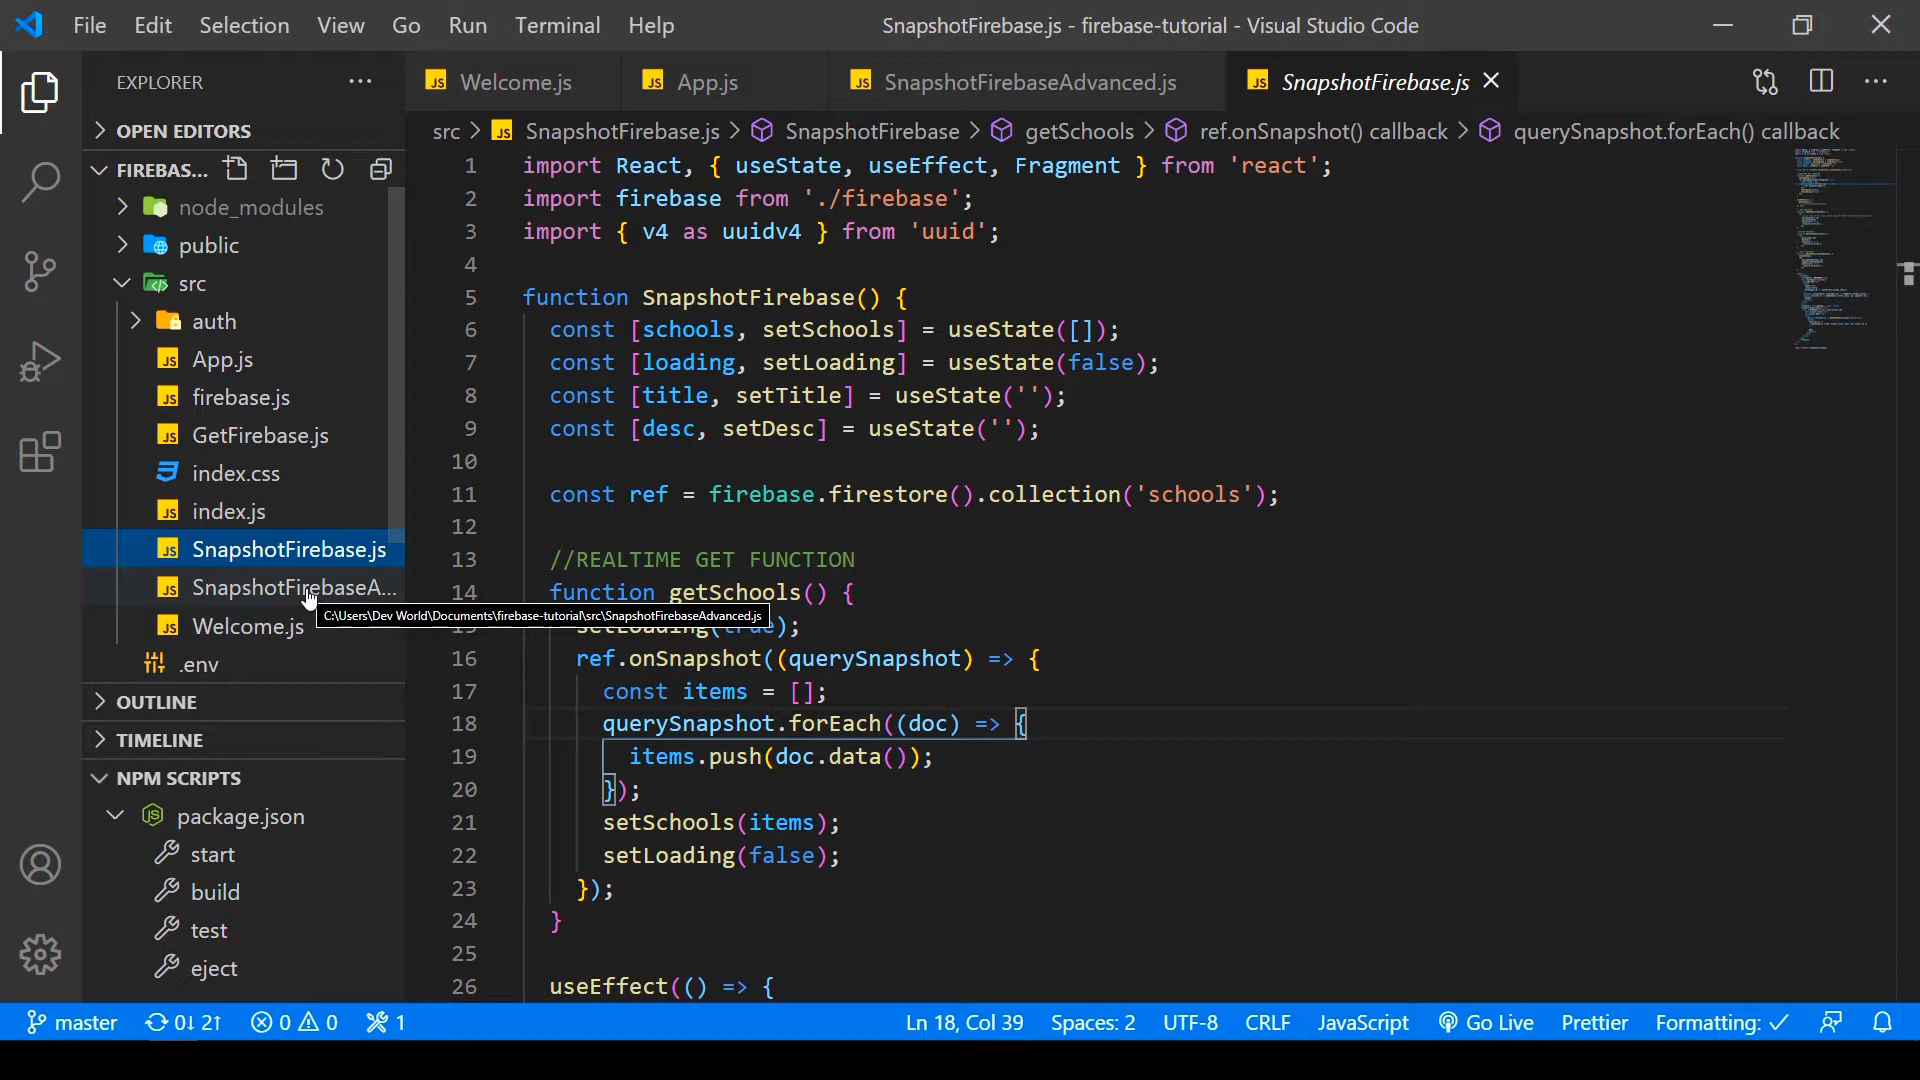 File Edit Selection View Go Run Terminal Help
SnapshotFirebase.js - firebase-tutorial - Visual Studio Code
EXPLORER
Welcome.js
App.js
SnapshotFirebaseAdvanced.js
SnapshotFirebase.js
OPEN EDITORS
FIREBAS...
node_modules
public
src
auth
App.js
firebase.js
GetFirebase.js
index.css
index.js
SnapshotFirebase.js
SnapshotFirebaseA...
Welcome.js
.env
OUTLINE
TIMELINE
NPM SCRIPTS
package.json
start
build
test
eject
src > SnapshotFirebase.js > SnapshotFirebase > getSchools > ref.onSnapshot() callback > querySnapshot.forEach() callback
1 import React, { useState, useEffect, Fragment } from 'react';
2 import firebase from './firebase';
3 import { v4 as uuidv4 } from 'uuid';
4
5 function SnapshotFirebase() {
6 const [schools, setSchools] = useState([]);
7 const [loading, setLoading] = useState(false);
8 const [title, setTitle] = useState('');
9 const [desc, setDesc] = useState('');
10
11 const ref = firebase.firestore().collection('schools');
12
13 //REALTIME GET FUNCTION
14 function getSchools() {
C:\Users\Dev World\Documents\firebase-tutorial\src\SnapshotFirebaseAdvanced.js
15 setLoading(true);
16 ref.onSnapshot((querySnapshot) => {
17 const items = [];
18 querySnapshot.forEach((doc) => {
19 items.push(doc.data());
20 });
21 setSchools(items);
22 setLoading(false);
23 });
24 }
25
26 useEffect(() => {
master 0↓ 2↑ 0 0 1
Ln 18, Col 39 Spaces: 2 UTF-8 CRLF JavaScript Go Live Prettier Formatting: ✓